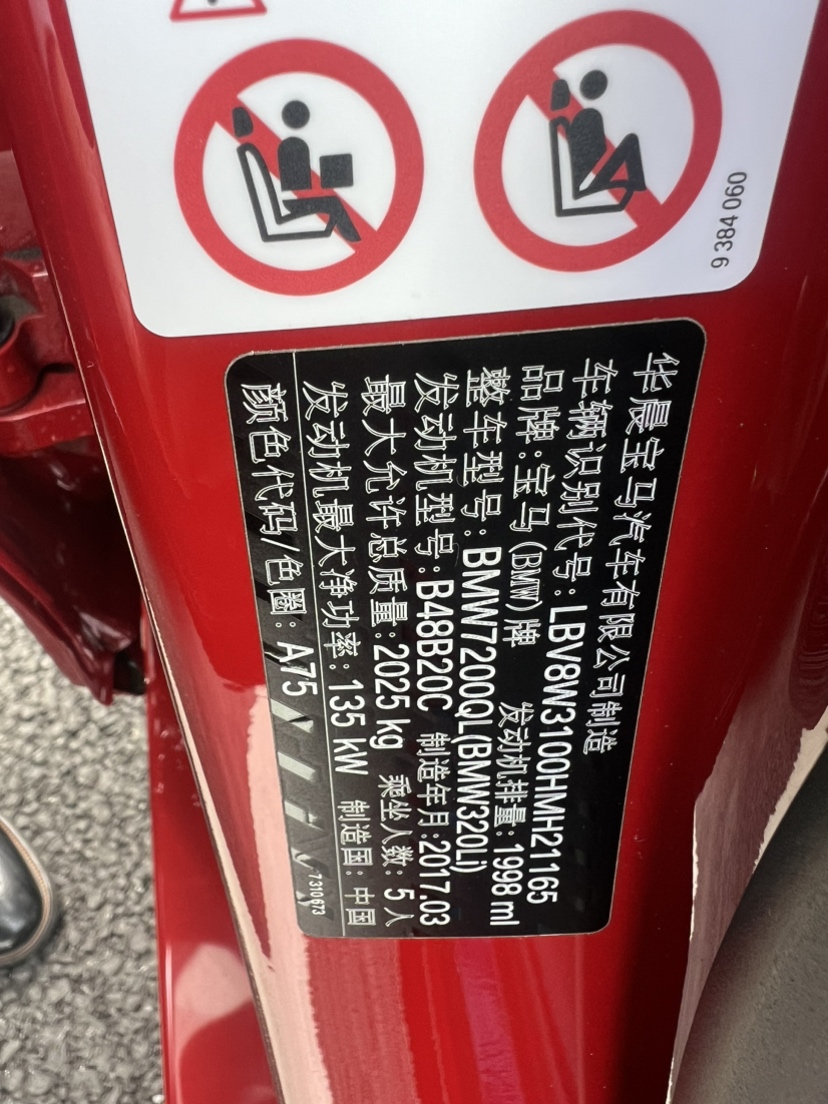 9 384 060
华晨宝马汽车有限公司制造
车辆识别代号:LBV8W3100HMH21165
品牌:宝马(BMW)牌 发动机排量:1998 ml
整车型号:BMW7200QL(BMW320Li)
发动机型号:B48B20C 制造年月:2017.03
最大允许总质量:2025 kg 乘坐人数:5人
发动机最大净功率:135 kW 制造国:中国
颜色代码/色圈:A75
7 310 673